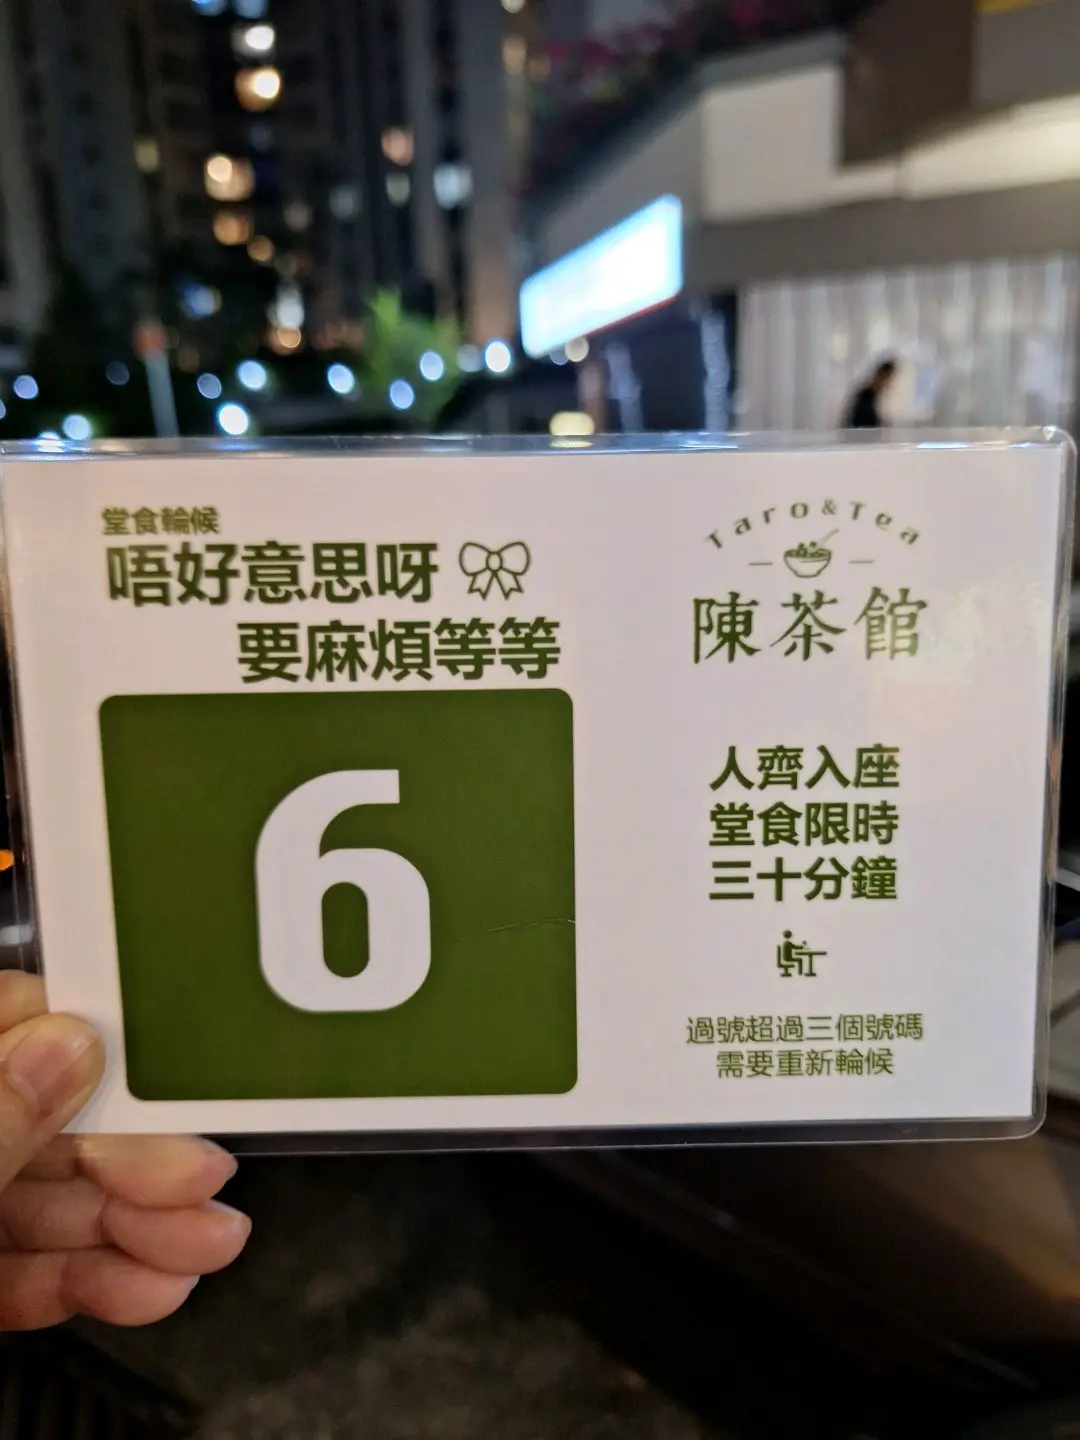 堂食輪候
唔好意思呀
要麻煩等等
6
Taro & Tea
陳茶館
人齊入座
堂食限時
三十分鐘
過號超過三個號碼
需要重新輪候